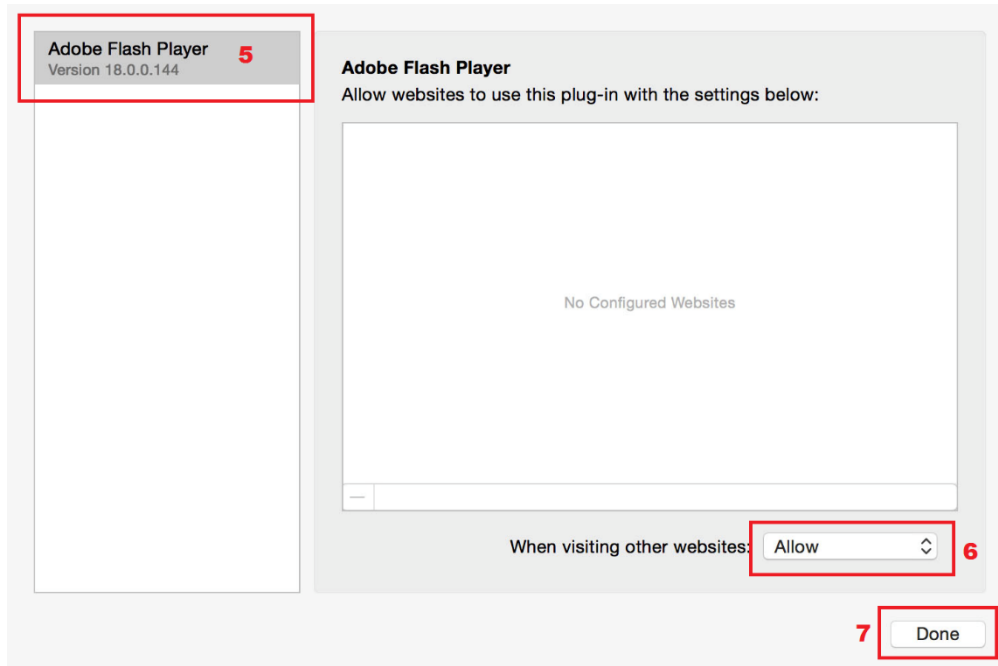 Adobe Flash Player 5
Version 18.0.0.144
Adobe Flash Player
Allow websites to use this plug-in with the settings below:
No Configured Websites
When visiting other websites: Allow 6
7 Done